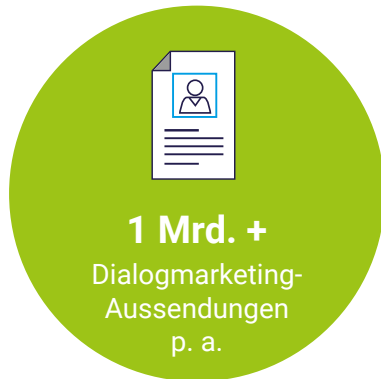 1 Mrd. +
Dialogmarketing-
Aussendungen
p. a.